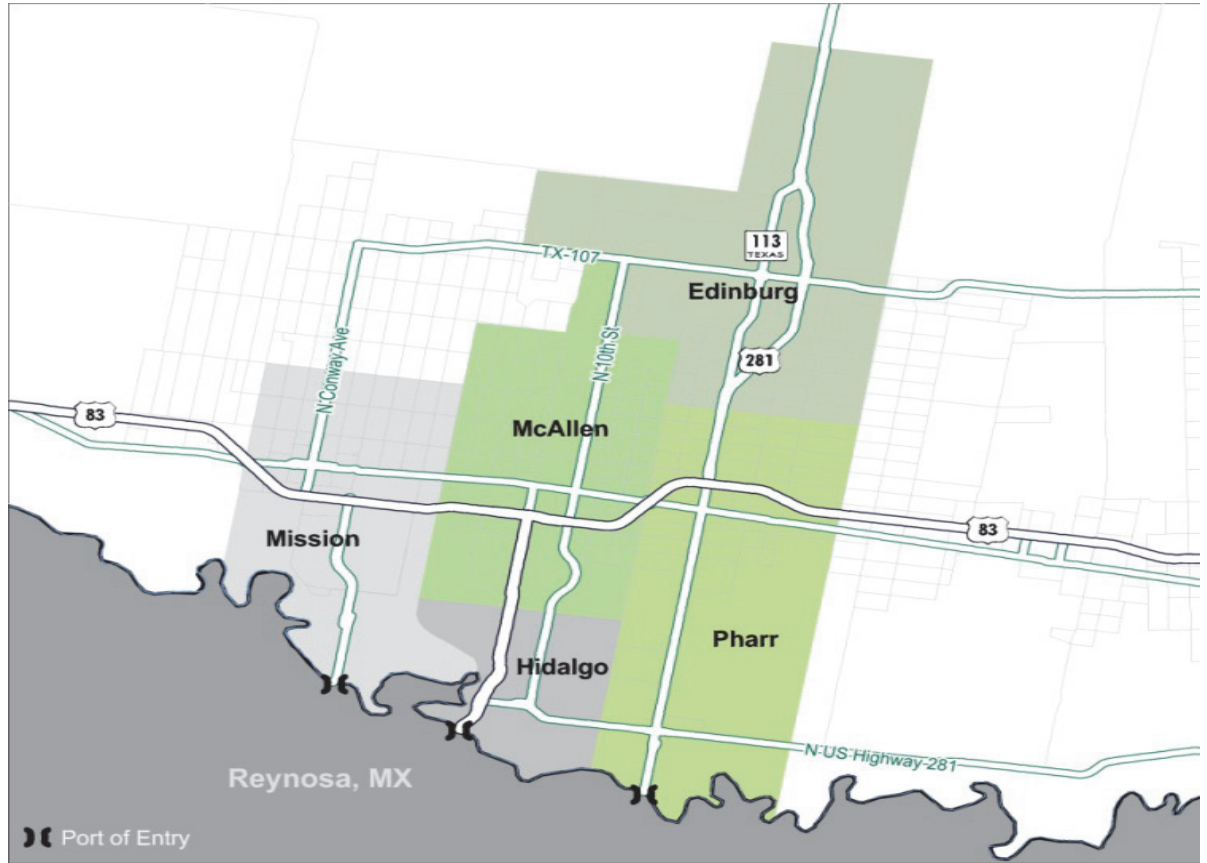 113
TEXAS
TX-107
Edinburg
N 10th St
N Conway Ave
281
83
McAllen
83
Mission
Pharr
Hidalgo
N US Highway 281
Reynosa, MX
Port of Entry